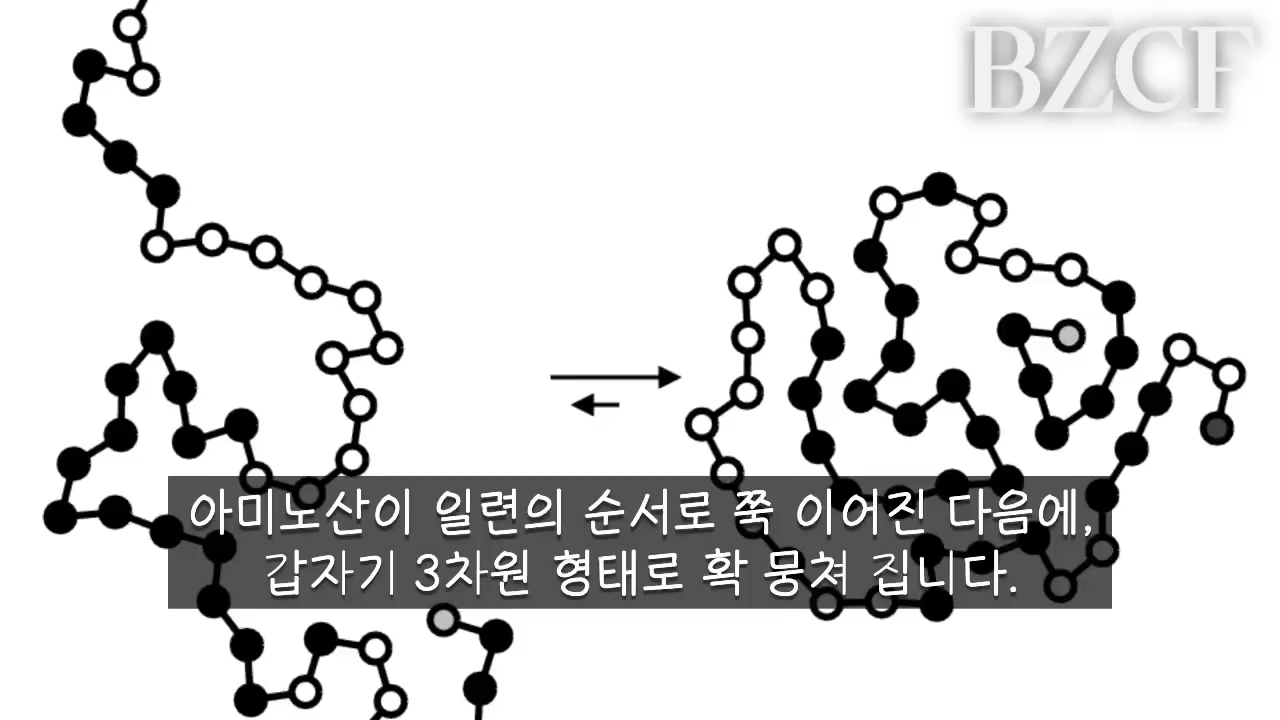 BZCF
아미노산이 일련의 순서로 쭉 이어진 다음에,
갑자기 3차원 형태로 확 뭉쳐 집니다.